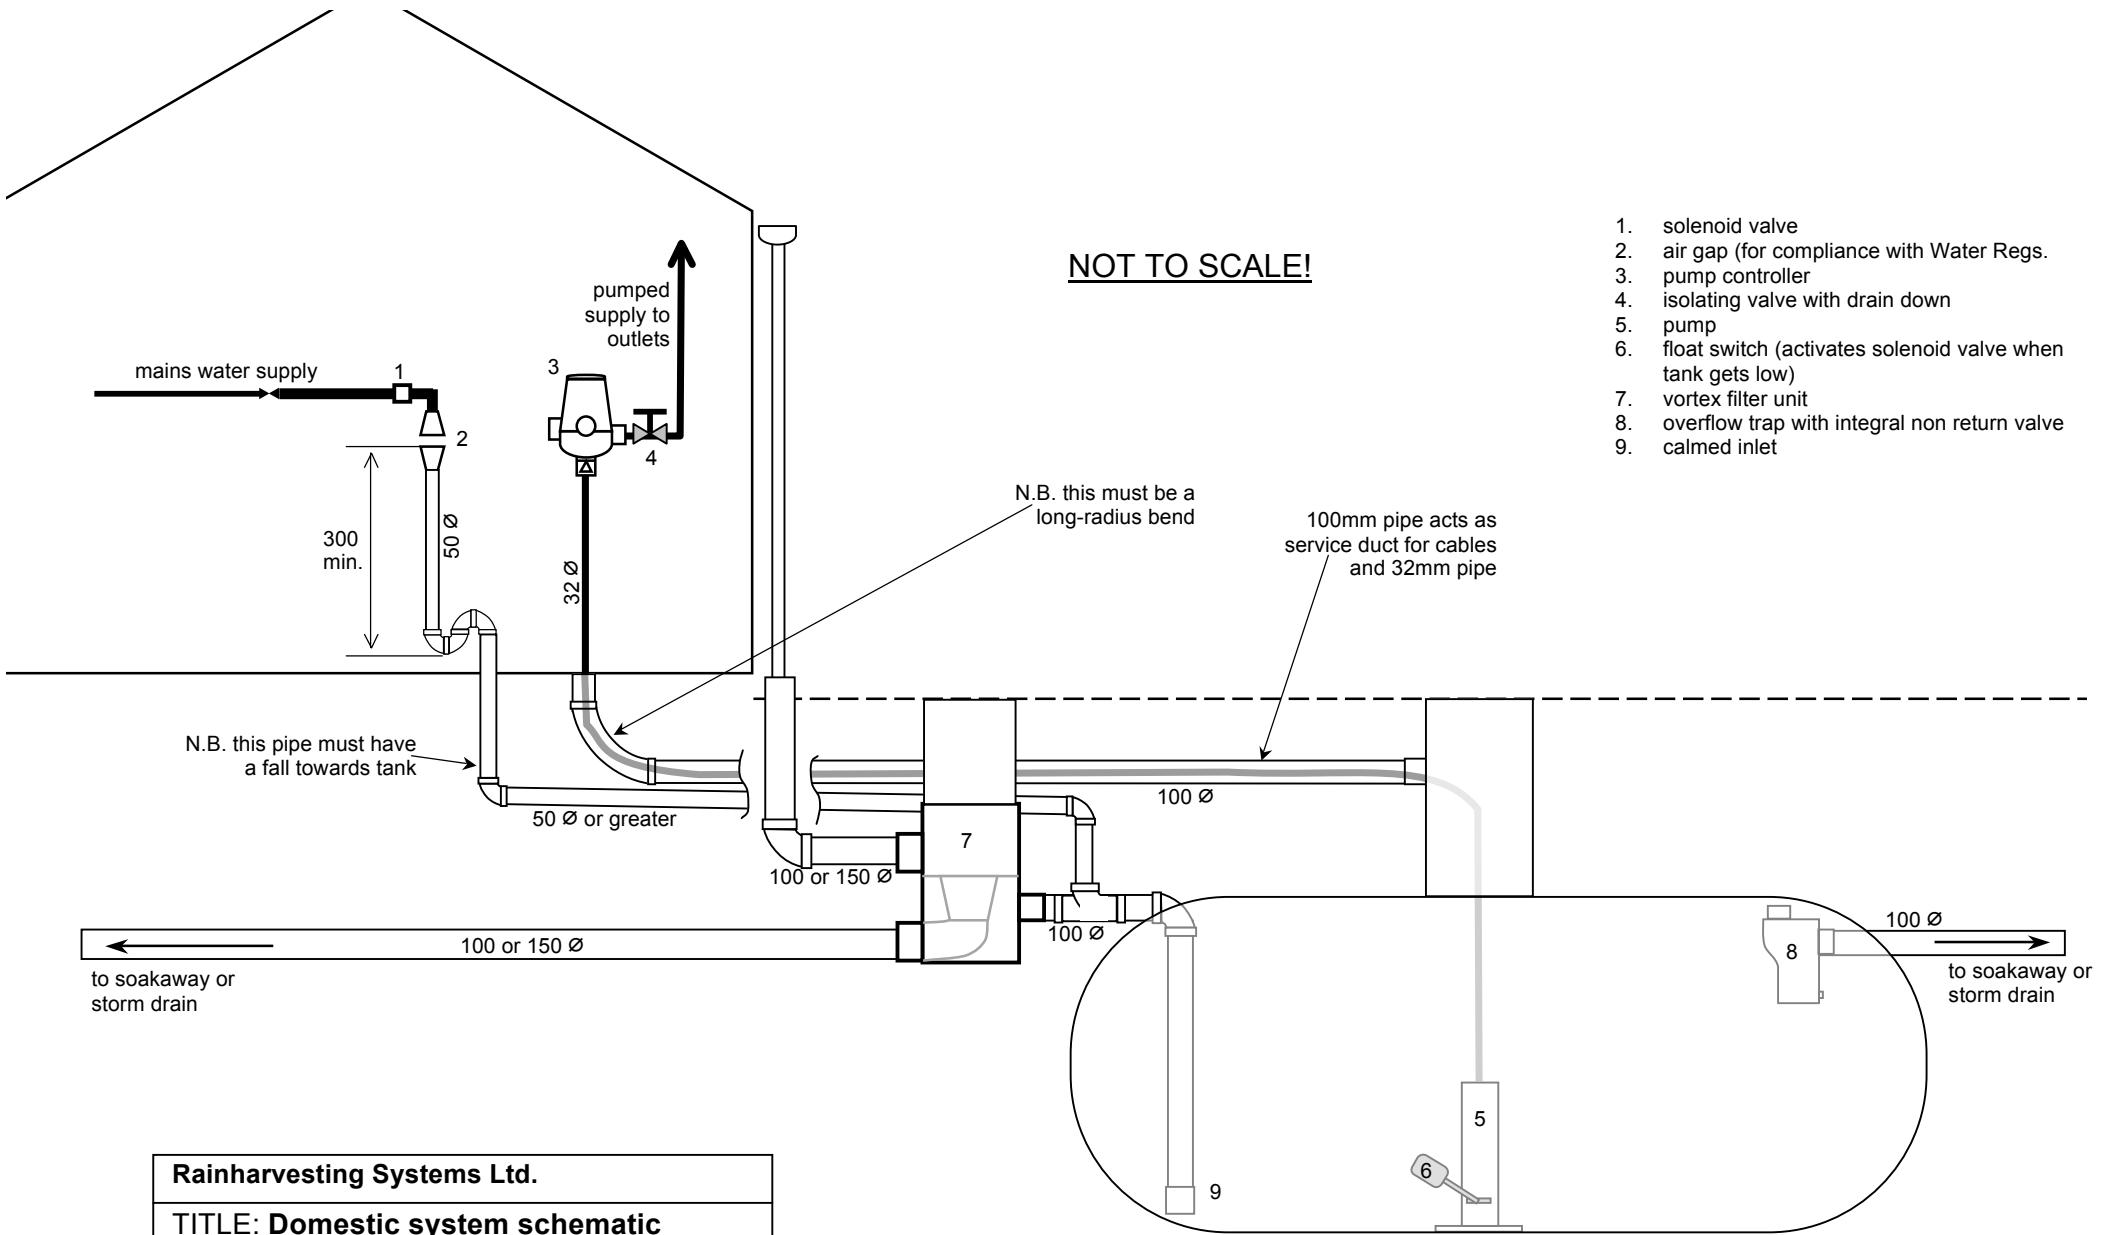 NOT TO SCALE!
1. solenoid valve
2. air gap (for compliance with Water Regs.
3. pump controller
4. isolating valve with drain down
5. pump
6. float switch (activates solenoid valve when
tank gets low)
7. vortex filter unit
8. overflow trap with integral non return valve
9. calmed inlet
pumped
supply to
outlets
mains water supply
1
2
3
4
300
min.
50 Ø
32 Ø
N.B. this must be a
long-radius bend
100mm pipe acts as
service duct for cables
and 32mm pipe
N.B. this pipe must have
a fall towards tank
50 Ø or greater
100 Ø
7
100 or 150 Ø
100 Ø
100 or 150 Ø
to soakaway or
storm drain
100 Ø
8
to soakaway or
storm drain
5
6
9
Rainharvesting Systems Ltd.
TITLE: Domestic system schematic